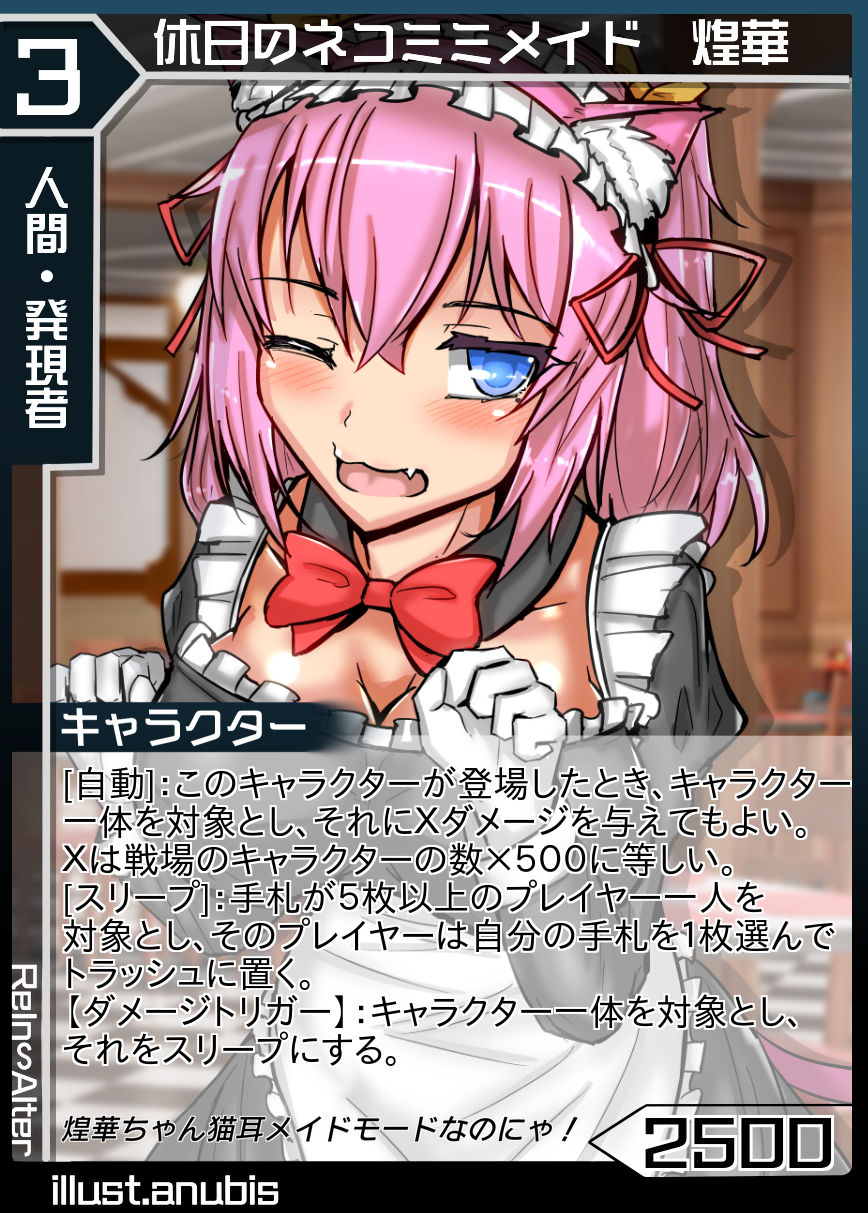 3
休日のネコミミメイド 煌華
人間・発現者
キャラクター
[自動]:このキャラクターが登場したとき、キャラクター
一体を対象とし、それにXダメージを与えてもよい。
Xは戦場のキャラクターの数×500に等しい。
[スリープ]:手札が5枚以上のプレイヤー一人を
対象とし、そのプレイヤーは自分の手札を1枚選んで
トラッシュに置く。
【ダメージトリガー】:キャラクター一体を対象とし、
それをスリープにする。
煌華ちゃん猫耳メイドモードなのにゃ!
2500
ReIn∽Alter
illust.anubis